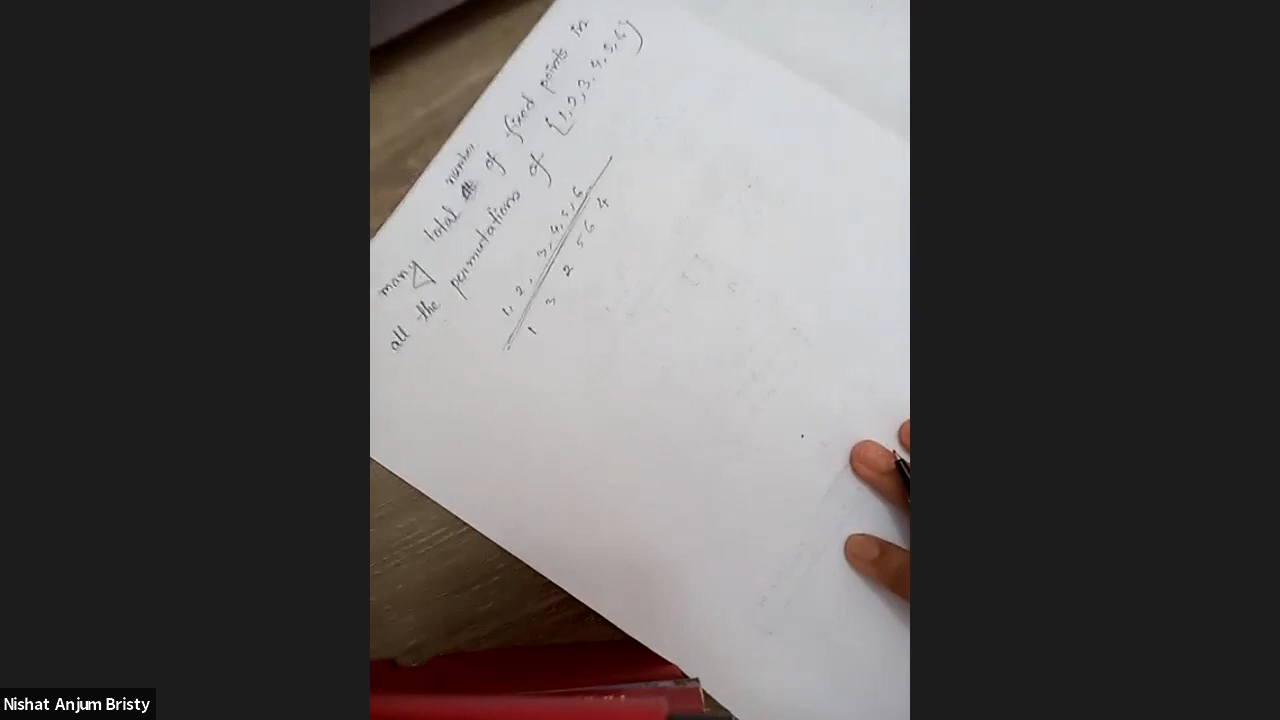 many total number of fixed points in
all the permutations of {1,2,3,4,5,6}
1, 2, 3, 4, 5, 6
1 3 2 5 6 4
Nishat Anjum Bristy